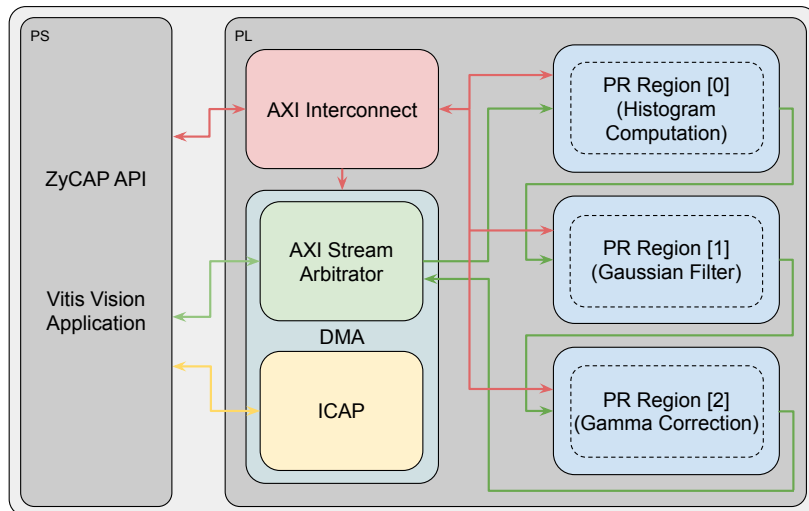 PS
ZyCAP API
Vitis Vision
Application
PL
AXI Interconnect
AXI Stream
Arbitrator
DMA
ICAP
PR Region [0]
(Histogram
Computation)
PR Region [1]
(Gaussian Filter)
PR Region [2]
(Gamma Correction)